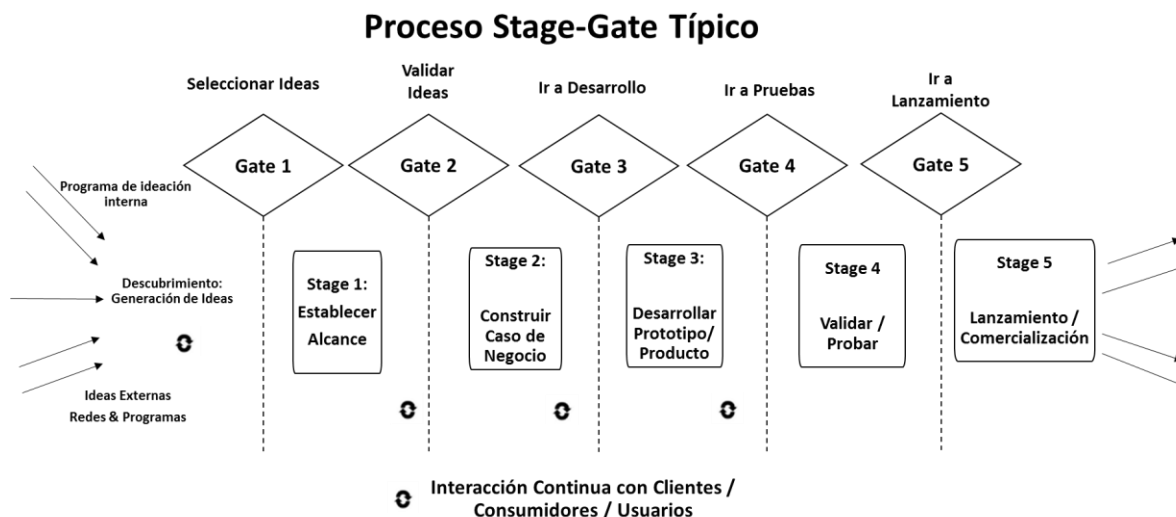 Proceso Stage-Gate Típico
Seleccionar Ideas
Validar
Ideas
Ir a Desarrollo
Ir a Pruebas
Ir a
Lanzamiento
Gate 1
Gate 2
Gate 3
Gate 4
Gate 5
Programa de ideación
interna
Descubrimiento:
Generación de Ideas
Ideas Externas
Redes & Programas
Stage 1:
Establecer
Alcance
Stage 2:
Construir
Caso de
Negocio
Stage 3:
Desarrollar
Prototipo/
Producto
Stage 4
Validar /
Probar
Stage 5
Lanzamiento /
Comercialización
Interacción Continua con Clientes /
Consumidores / Usuarios